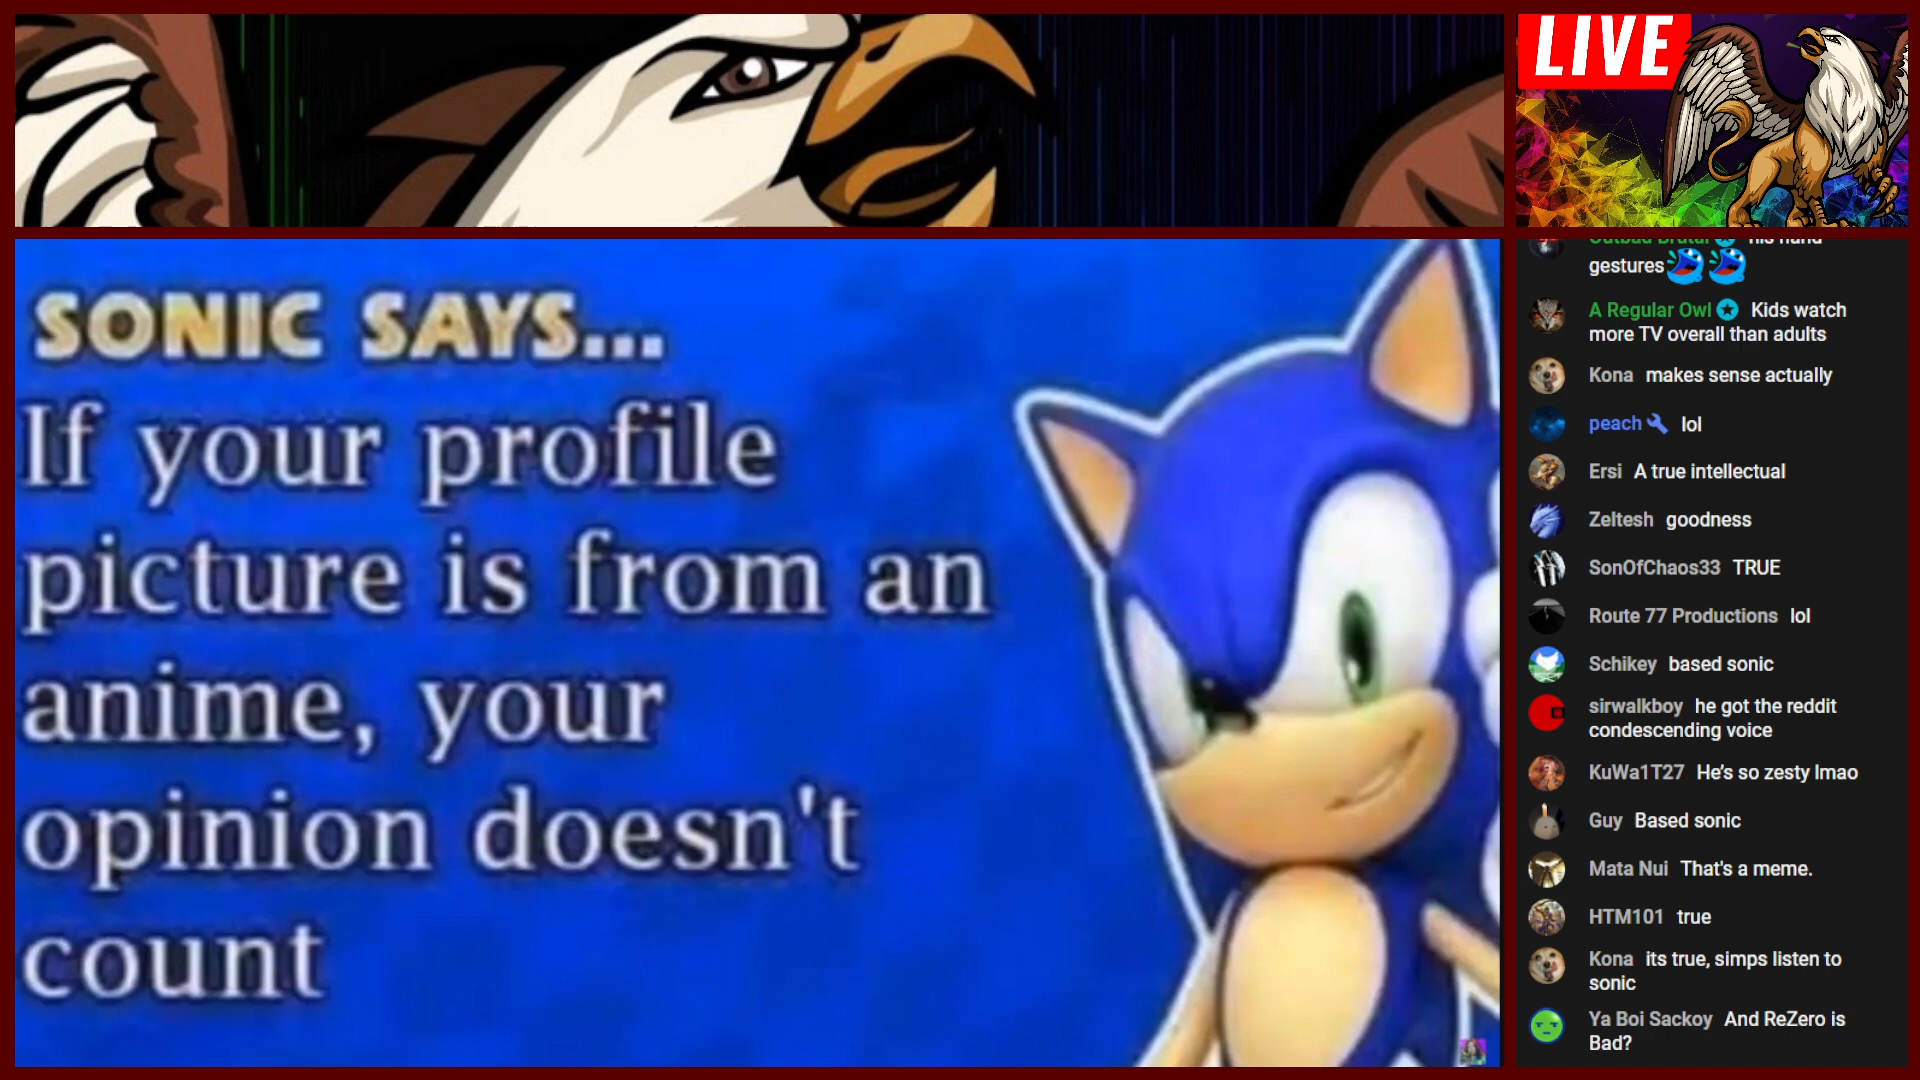 LIVE
SONIC SAYS...
If your profile
picture is from an
anime, your
opinion doesn't
count
his hand
gestures
A Regular Owl Kids watch
more TV overall than adults
Kona makes sense actually
peach lol
Ersi A true intellectual
Zeltesh goodness
SonOfChaos33 TRUE
Route 77 Productions lol
Schikey based sonic
sirwalkboy he got the reddit
condescending voice
KuWa1T27 He's so zesty lmao
Guy Based sonic
Mata Nui That's a meme.
HTM101 true
Kona its true, simps listen to
sonic
Ya Boi Sackoy And ReZero is
Bad?